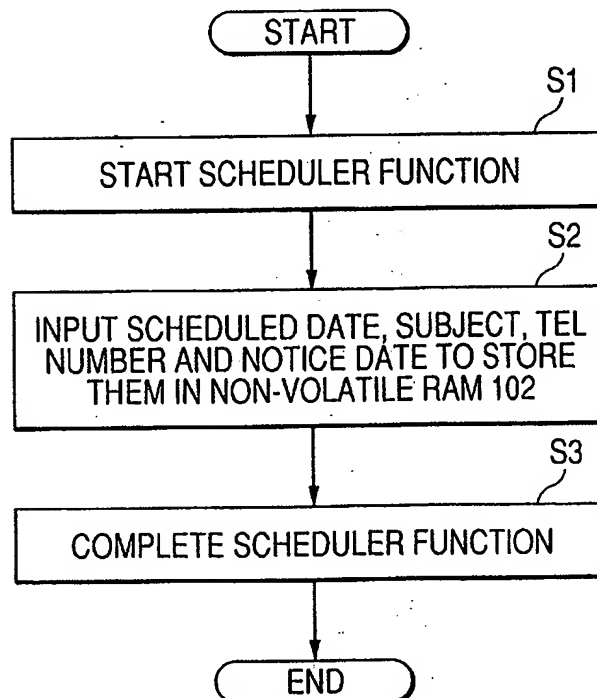 START
S1
START SCHEDULER FUNCTION
S2
INPUT SCHEDULED DATE, SUBJECT, TEL
NUMBER AND NOTICE DATE TO STORE
THEM IN NON-VOLATILE RAM 102
S3
COMPLETE SCHEDULER FUNCTION
END